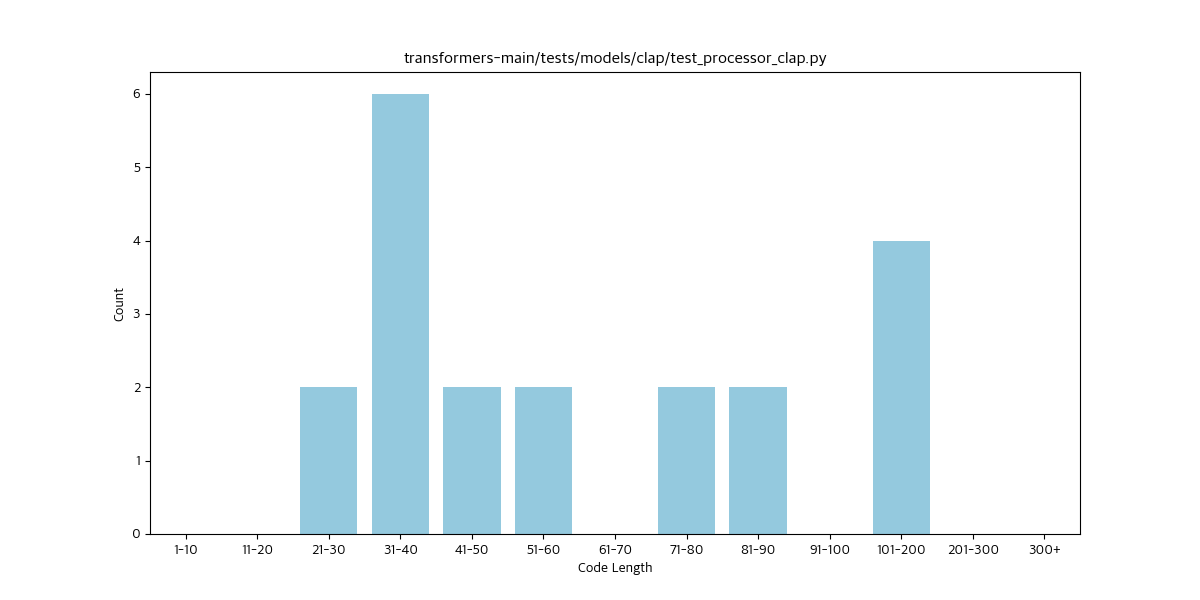 transformers-main/tests/models/clap/test_processor_clap.py
6
5
4
3
2
1
0
Count
1-10 11-20 21-30 31-40 41-50 51-60 61-70 71-80 81-90 91-100 101-200 201-300 300+
Code Length